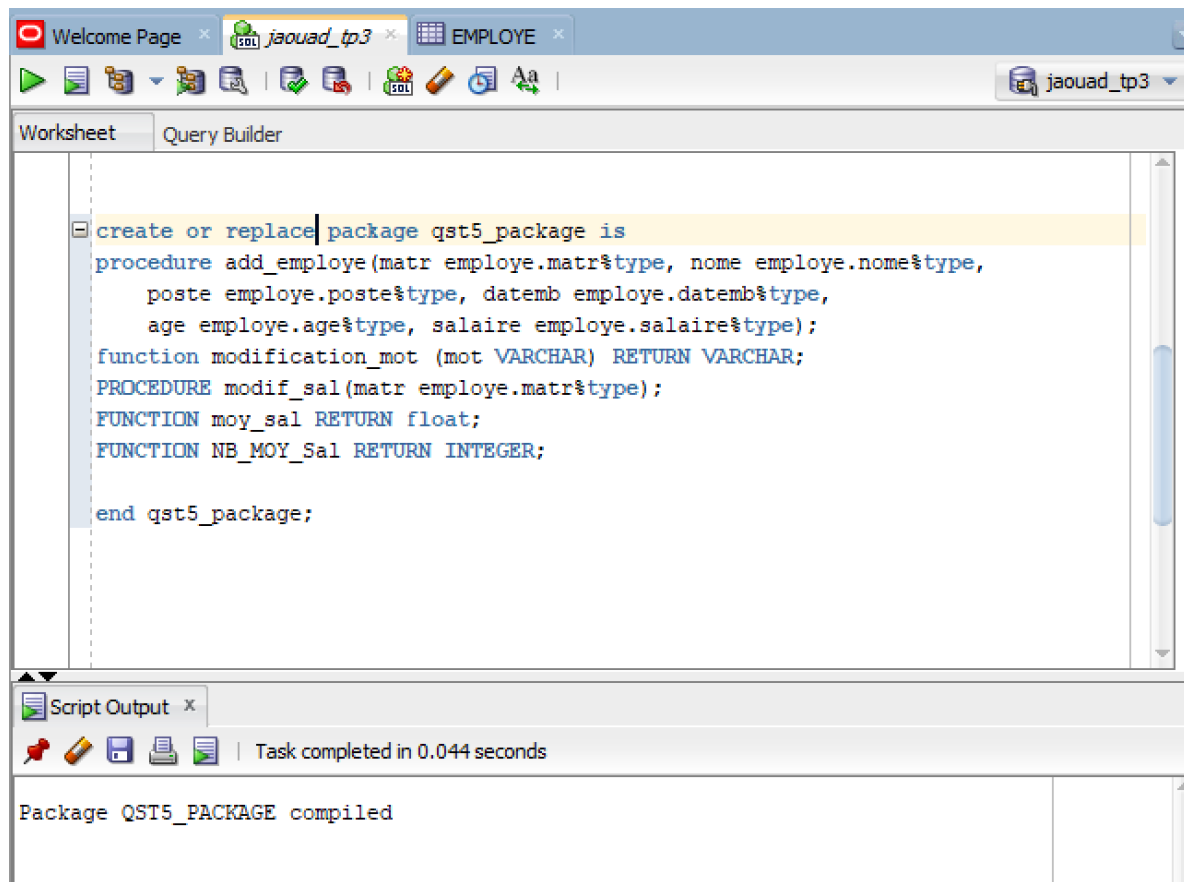 Welcome Page × jaouad_tp3 × EMPLOYE ×
SQL Aa jaouad_tp3
Worksheet Query Builder
create or replace package qst5_package is
procedure add_employe(matr employe.matr%type, nome employe.nome%type,
poste employe.poste%type, datemb employe.datemb%type,
age employe.age%type, salaire employe.salaire%type);
function modification_mot (mot VARCHAR) RETURN VARCHAR;
PROCEDURE modif_sal(matr employe.matr%type);
FUNCTION moy_sal RETURN float;
FUNCTION NB_MOY_Sal RETURN INTEGER;
end qst5_package;
Script Output x
Task completed in 0.044 seconds
Package QST5_PACKAGE compiled